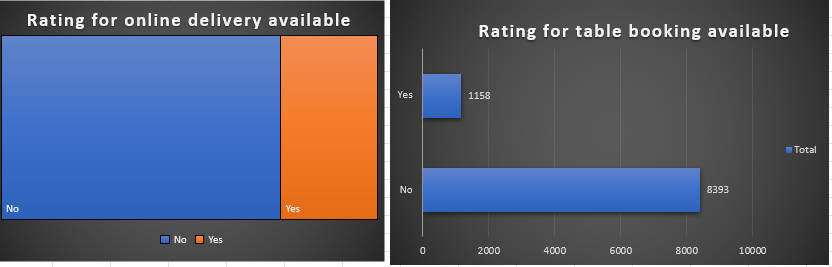 Rating for online delivery available
No
Yes
No Yes
Rating for table booking available
Yes
1158
Total
No
8393
0 2000 4000 6000 8000 10000